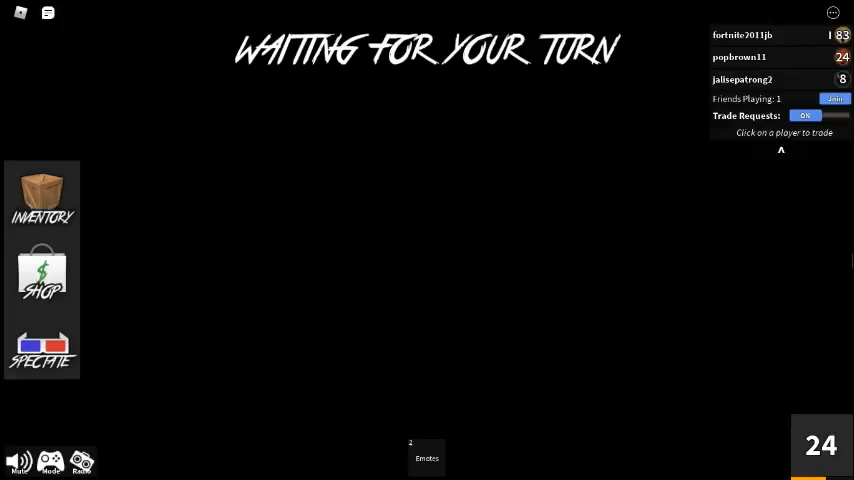 WAITING FOR YOUR TURN
fortnite2011jb 83
popbrown11 24
jalisepatrong2 8
Friends Playing: 1 Join
Trade Requests: ON
Click on a player to trade
^
INVENTORY
$
SHOP
SPECTATE
Mute Mode Radio
2
Emotes
24